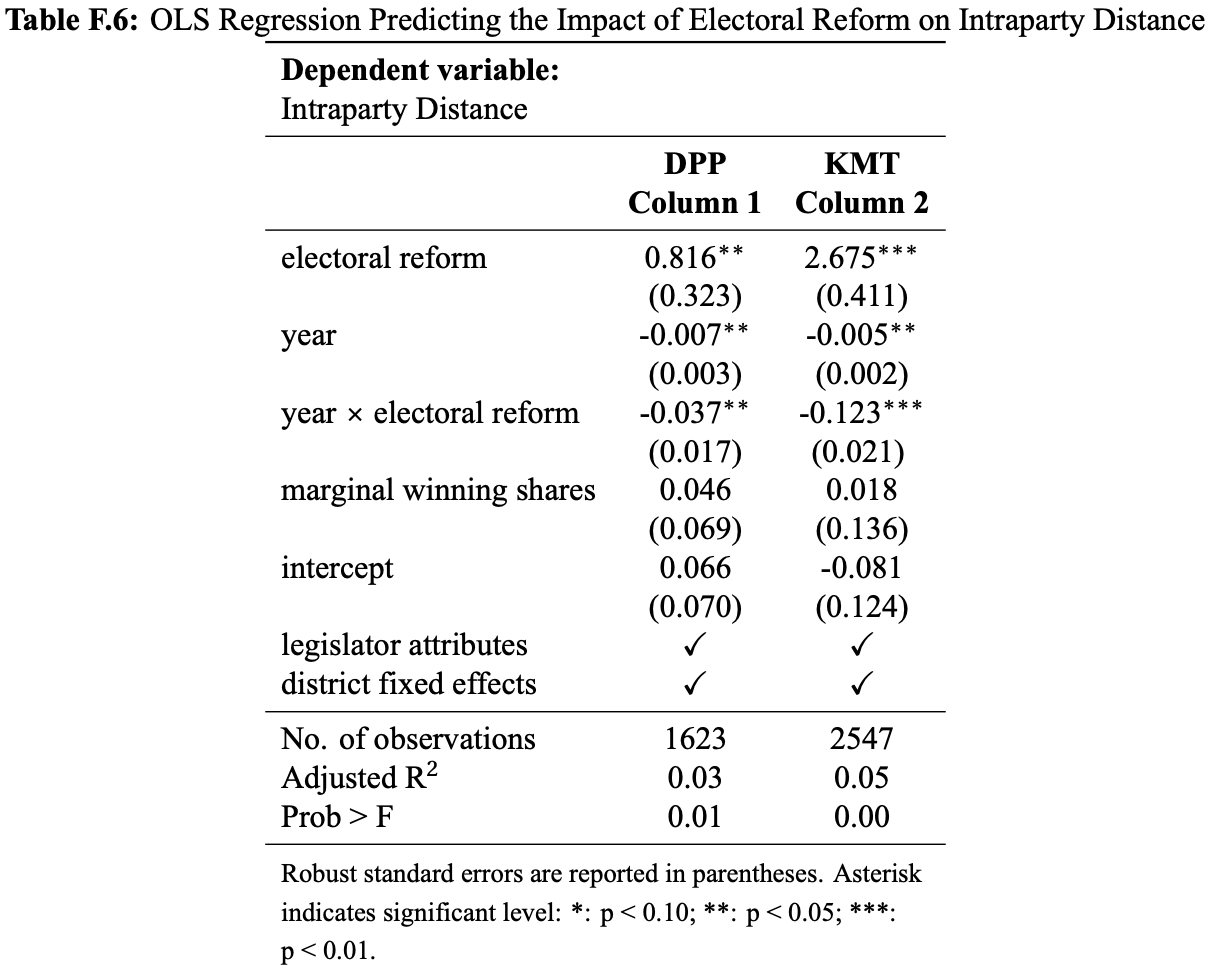 Table F.6: OLS Regression Predicting the Impact of Electoral Reform on Intraparty Distance
Dependent variable:
Intraparty Distance
DPP KMT
Column 1 Column 2
electoral reform 0.816** 2.675***
(0.323) (0.411)
year -0.007** -0.005**
(0.003) (0.002)
year × electoral reform -0.037** -0.123***
(0.017) (0.021)
marginal winning shares 0.046 0.018
(0.069) (0.136)
intercept 0.066 -0.081
(0.070) (0.124)
legislator attributes ✓ ✓
district fixed effects ✓ ✓
No. of observations 1623 2547
Adjusted R² 0.03 0.05
Prob > F 0.01 0.00
Robust standard errors are reported in parentheses. Asterisk
indicates significant level: *: p < 0.10; **: p < 0.05; ***:
p < 0.01.